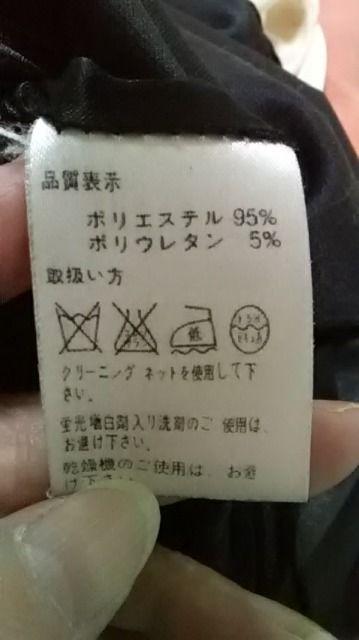 品質表示
ポリエステル 95%
ポリウレタン 5%
取扱い方
低
クリーニング ネットを使用して下
さい。
蛍光増白剤入り洗剤のご 使用は、
お避け下さい。
乾燥機のご使用は、お避
け下さい